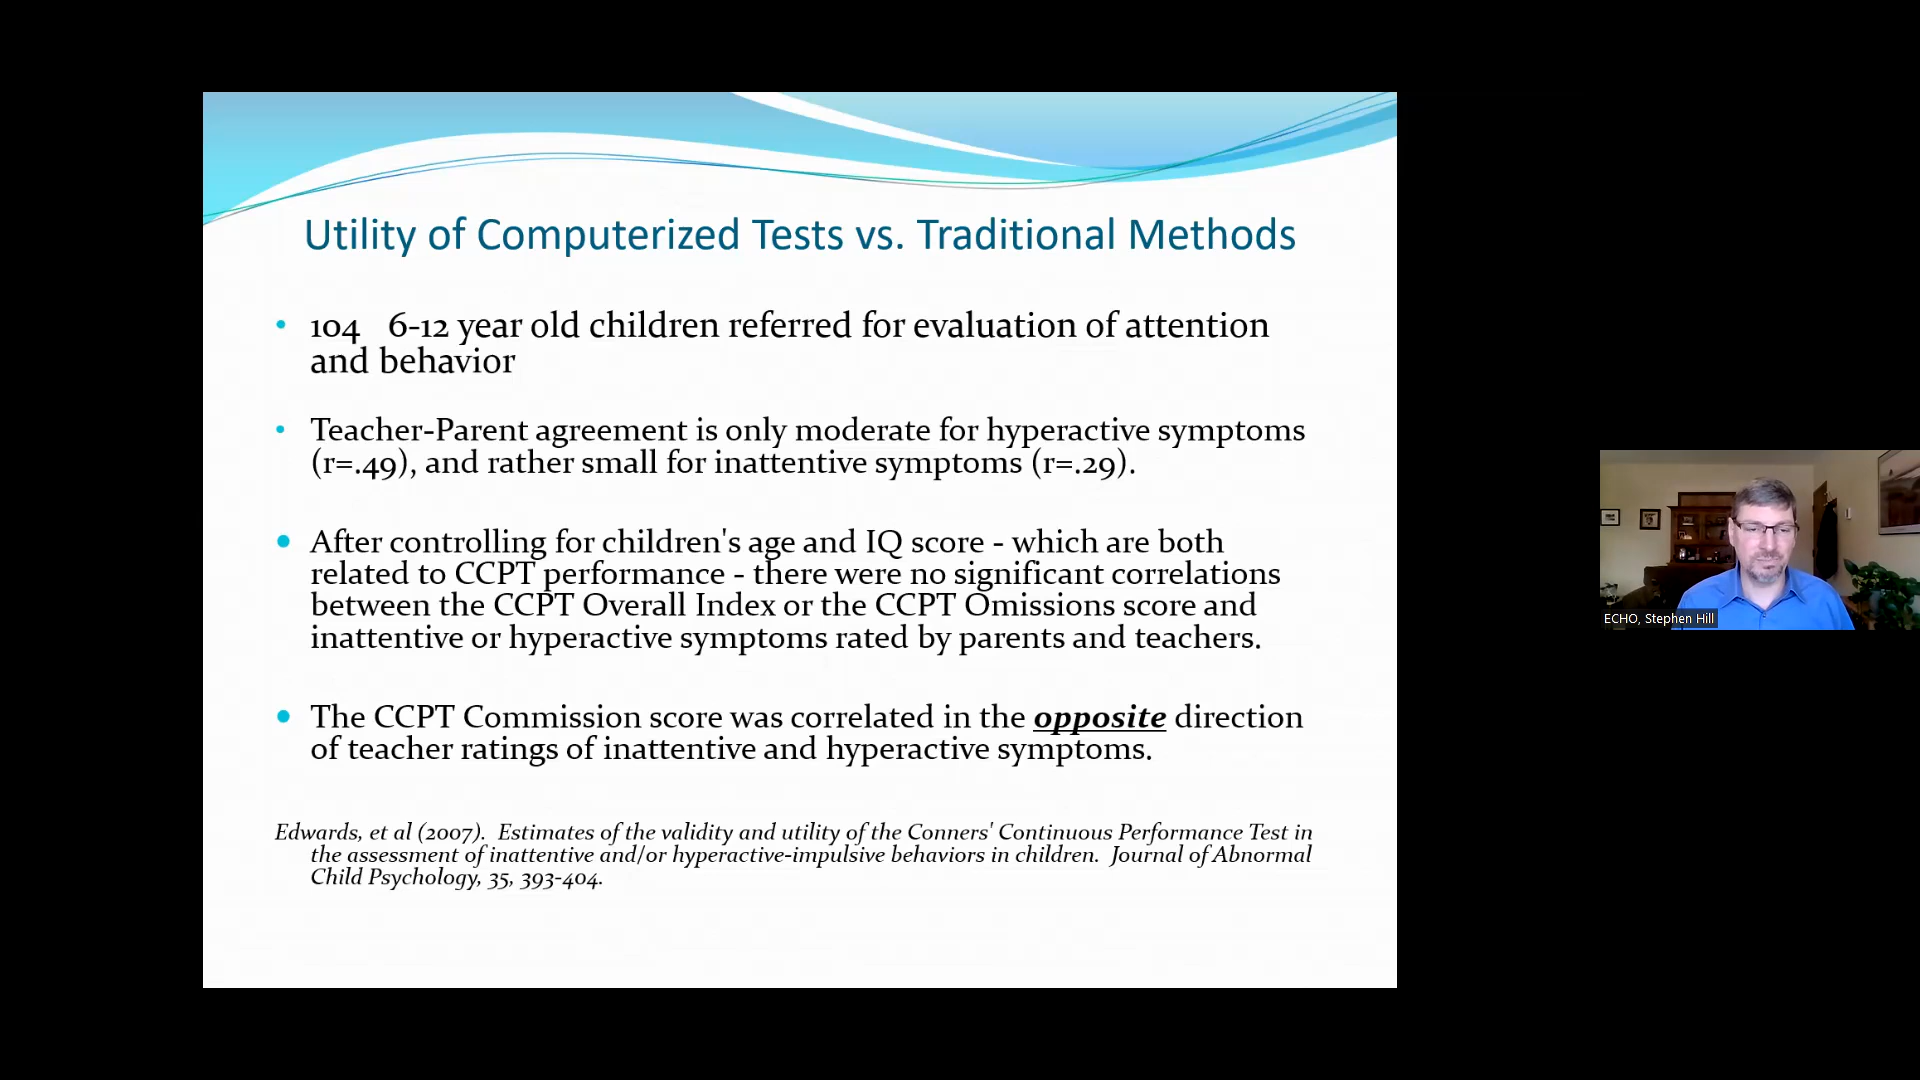 Utility of Computerized Tests vs. Traditional Methods
• 104   6-12 year old children referred for evaluation of attention
and behavior
• Teacher-Parent agreement is only moderate for hyperactive symptoms
(r=.49), and rather small for inattentive symptoms (r=.29).
• After controlling for children's age and IQ score - which are both
related to CCPT performance - there were no significant correlations
between the CCPT Overall Index or the CCPT Omissions score and
inattentive or hyperactive symptoms rated by parents and teachers.
• The CCPT Commission score was correlated in the opposite direction
of teacher ratings of inattentive and hyperactive symptoms.
Edwards, et al (2007).  Estimates of the validity and utility of the Conners' Continuous Performance Test in
the assessment of inattentive and/or hyperactive-impulsive behaviors in children.  Journal of Abnormal
Child Psychology, 35, 393-404.
ECHO, Stephen Hill